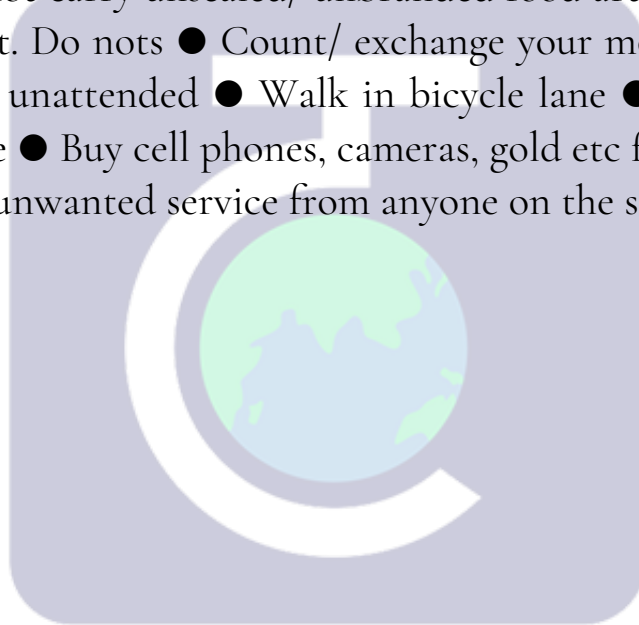 t. Do nots ● Count/ exchange your m
unattended ● Walk in bicycle lane ●
e ● Buy cell phones, cameras, gold etc f
unwanted service from anyone on the s